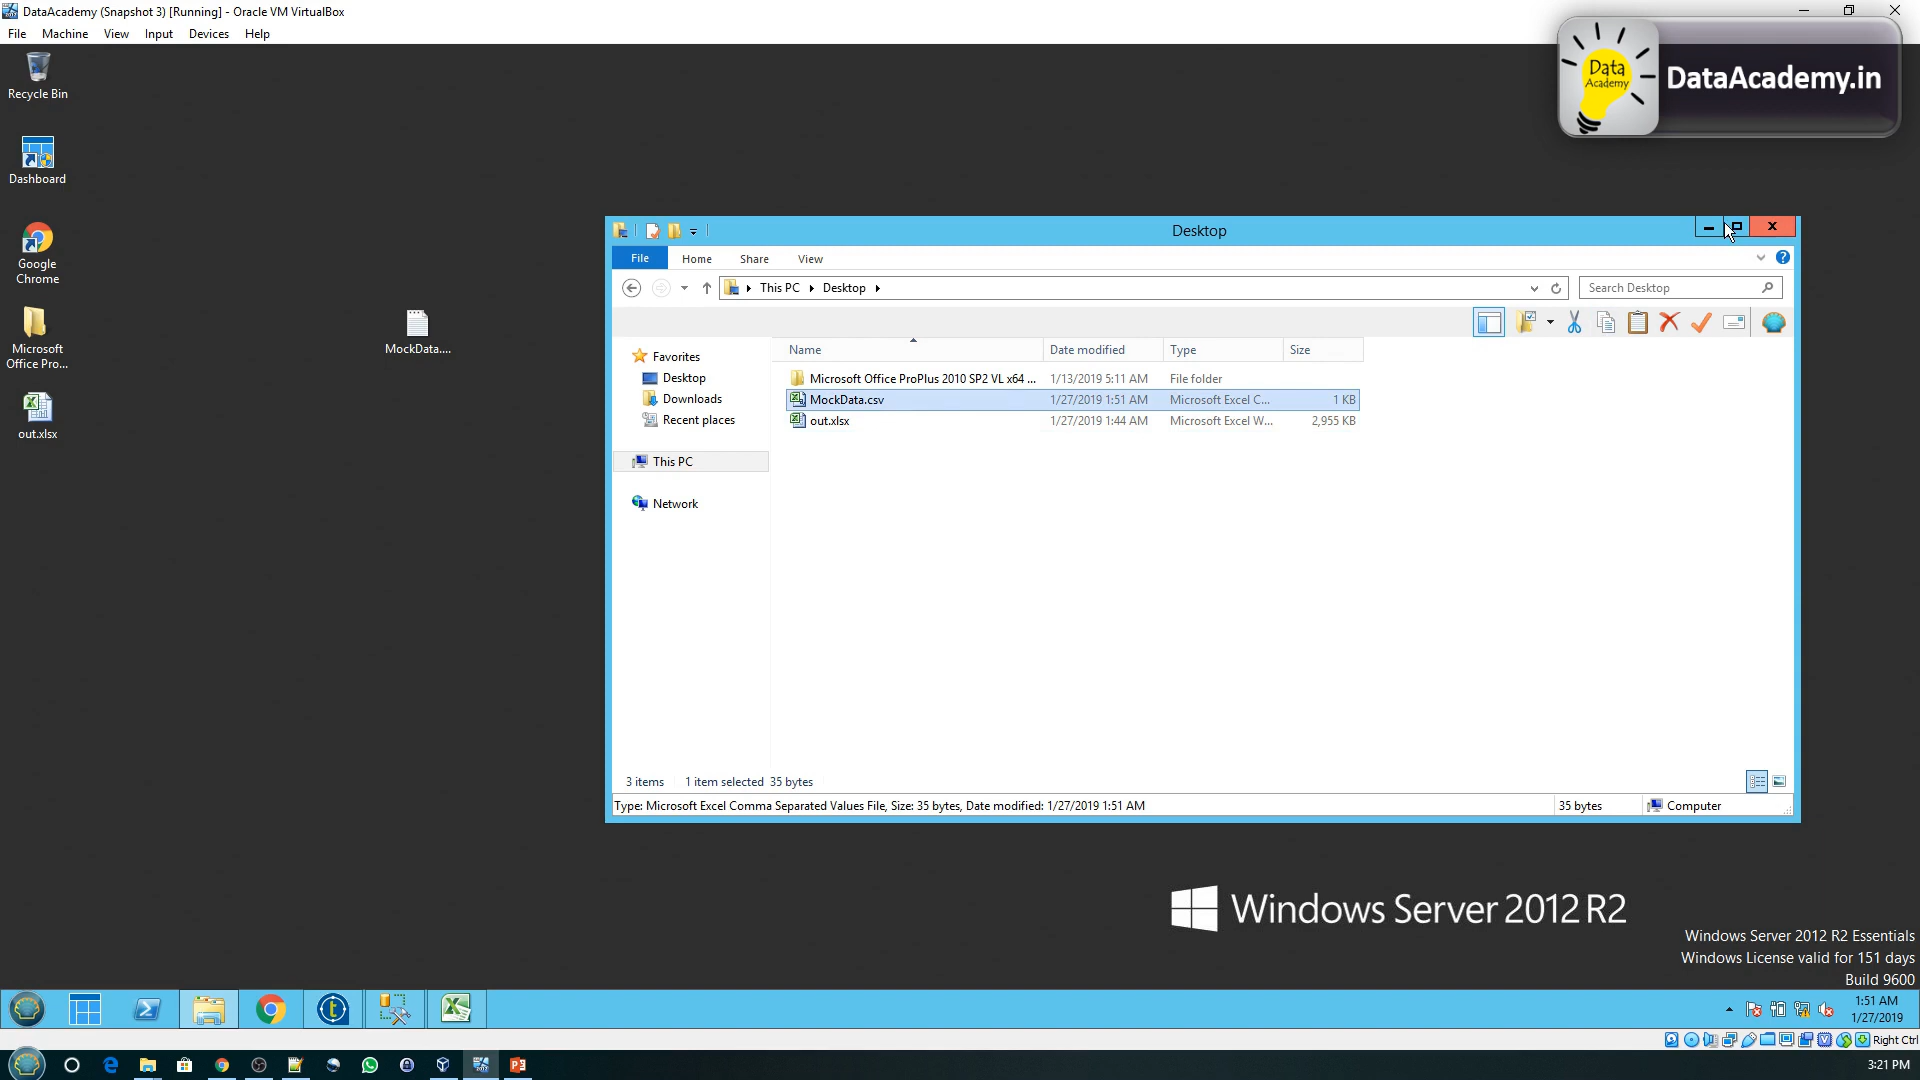 DataAcademy (Snapshot 3) [Running] - Oracle VM VirtualBox
File Machine View Input Devices Help
Data
Academy
DataAcademy.in
Recycle Bin
Dashboard
Google
Chrome
Microsoft
Office Pro...
out.xlsx
MockData....
Desktop
File Home Share View
This PC Desktop
Search Desktop
Name Date modified Type Size
Favorites
Desktop
Downloads
Recent places
This PC
Network
Microsoft Office ProPlus 2010 SP2 VL x64 ... 1/13/2019 5:11 AM File folder
MockData.csv 1/27/2019 1:51 AM Microsoft Excel C... 1 KB
out.xlsx 1/27/2019 1:44 AM Microsoft Excel W... 2,955 KB
3 items 1 item selected 35 bytes
Type: Microsoft Excel Comma Separated Values File, Size: 35 bytes, Date modified: 1/27/2019 1:51 AM 35 bytes Computer
Windows Server 2012 R2
Windows Server 2012 R2 Essentials
Windows License valid for 151 days
Build 9600
1:51 AM
1/27/2019
Right Ctrl
3:21 PM